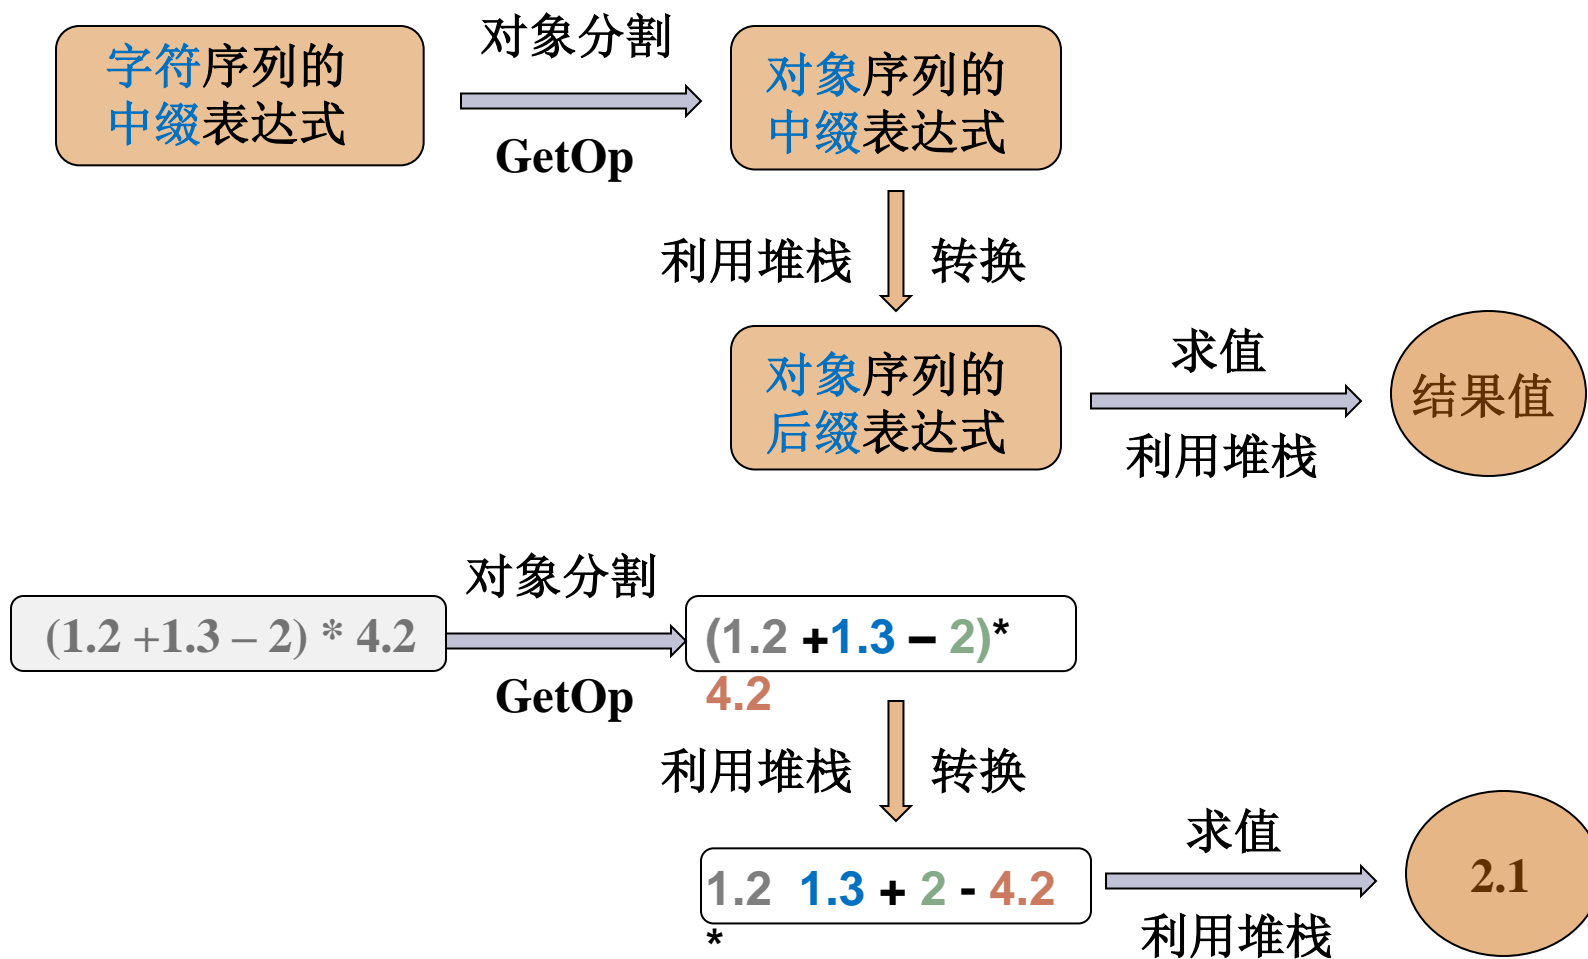 对象分割
字符序列的
中缀表达式
GetOp
对象序列的
中缀表达式
利用堆栈
转换
对象序列的
后缀表达式
求值
利用堆栈
结果值
对象分割
(1.2 +1.3 – 2) * 4.2
GetOp
(1.2 +1.3 – 2)*
4.2
利用堆栈
转换
1.2 1.3 + 2 - 4.2
*
求值
利用堆栈
2.1